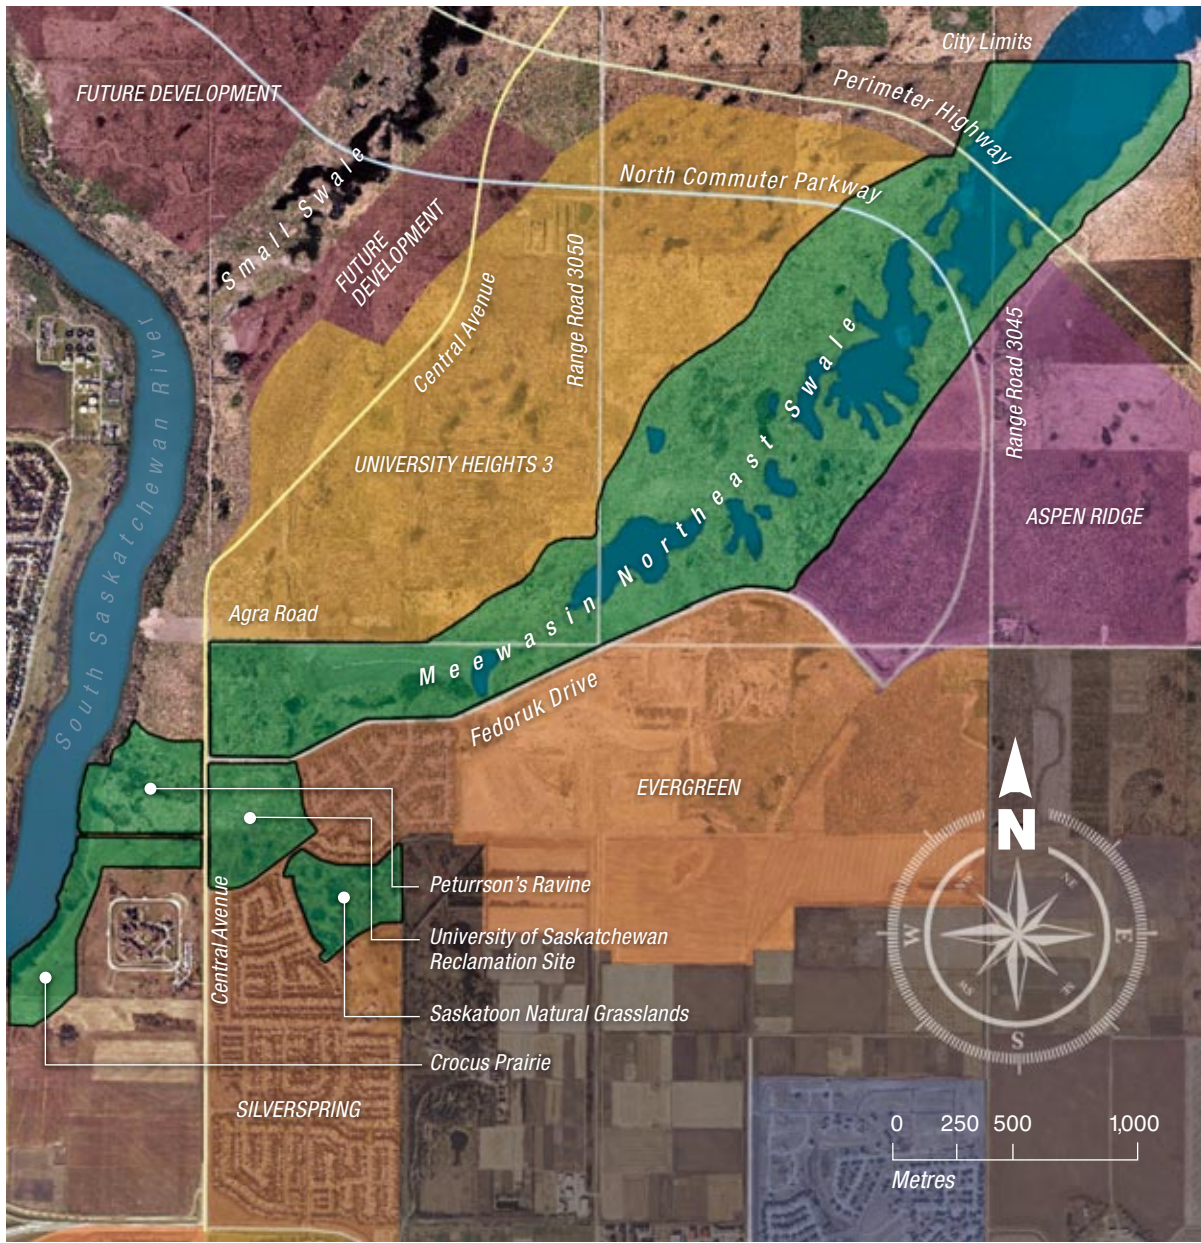 City Limits
FUTURE DEVELOPMENT
Perimeter Highway
Small Swale
North Commuter Parkway
FUTURE
DEVELOPMENT
Central Avenue
Range Road 3050
Range Road 3045
South Saskatchewan River
UNIVERSITY HEIGHTS 3
ASPEN RIDGE
Meewasin Northeast Swale
Agra Road
Fedoruk Drive
EVERGREEN
N
NE
E
SE
S
SW
W
Peturrson's Ravine
University of Saskatchewan
Reclamation Site
Central Avenue
Saskatoon Natural Grasslands
Crocus Prairie
SILVERSPRING
0 250 500 1,000
Metres